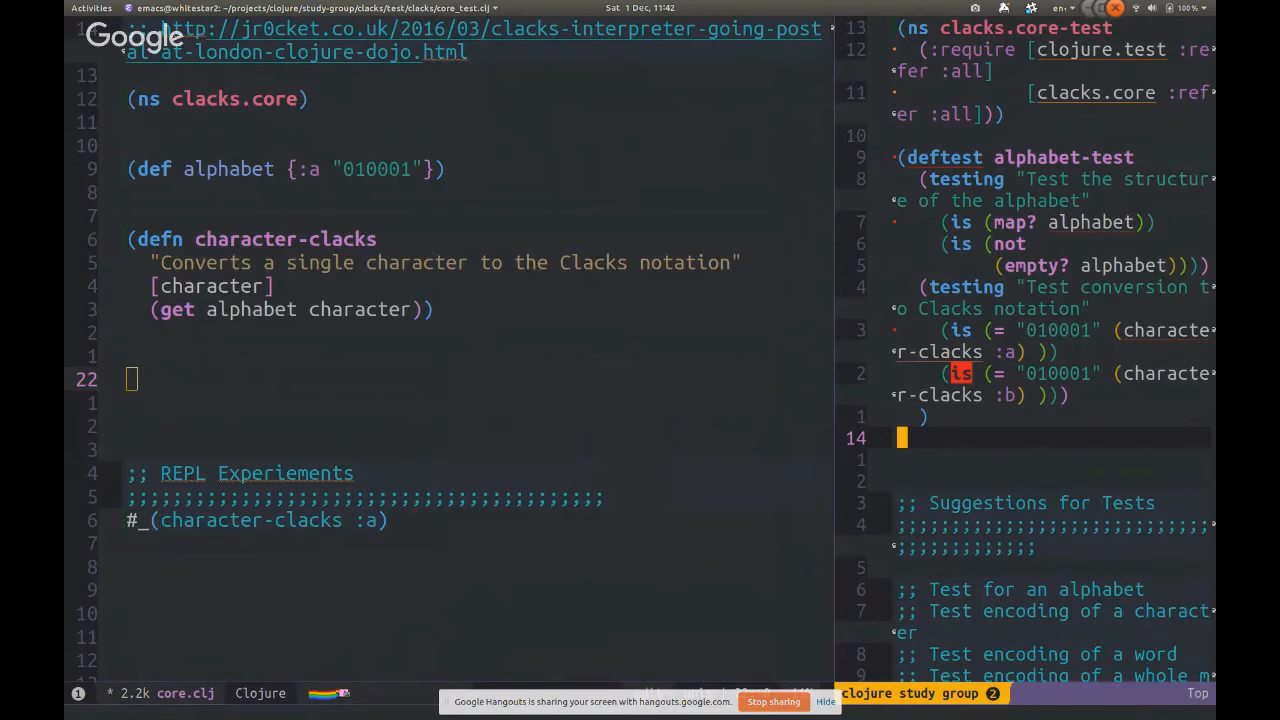 Activities emacs@whitestar2: ~/projects/clojure/study-group/clacks/test/clacks/core_test.clj Sat 1 Dec, 11:42 en 100 %
Google
;; http://jr0cket.co.uk/2016/03/clacks-interpreter-going-post
al-at-london-clojure-dojo.html
13
12 (ns clacks.core)
11
10
9 (def alphabet {:a "010001"})
8
7
6 (defn character-clacks
5 "Converts a single character to the Clacks notation"
4 [character]
3 (get alphabet character))
2
1
22
1
2
3
4 ;; REPL Experiements
5 ;;;;;;;;;;;;;;;;;;;;;;;;;;;;;;;;;;;;;;;;;;
6 #_(character-clacks :a)
7
8
9
10
11
12
* 2.2k core.clj Clojure
13 (ns clacks.core-test
12 (:require [clojure.test :re
fer :all]
11 [clacks.core :ref
er :all]))
10
9 (deftest alphabet-test
8 (testing "Test the structur
e of the alphabet"
7 (is (map? alphabet))
6 (is (not
5 (empty? alphabet))))
4 (testing "Test conversion t
o Clacks notation"
3 (is (= "010001" (characte
r-clacks :a) ))
2 (is (= "010001" (characte
r-clacks :b) )))
1 )
14
1
2
3 ;; Suggestions for Tests
4 ;;;;;;;;;;;;;;;;;;;;;;;;;;;;;
;;;;;;;;;;;;;
5
6 ;; Test for an alphabet
7 ;; Test encoding of a charact
er
8 ;; Test encoding of a word
9 ;; Test encoding of a whole m
clojure study group 2 Top
Google Hangouts is sharing your screen with hangouts.google.com. Stop sharing Hide